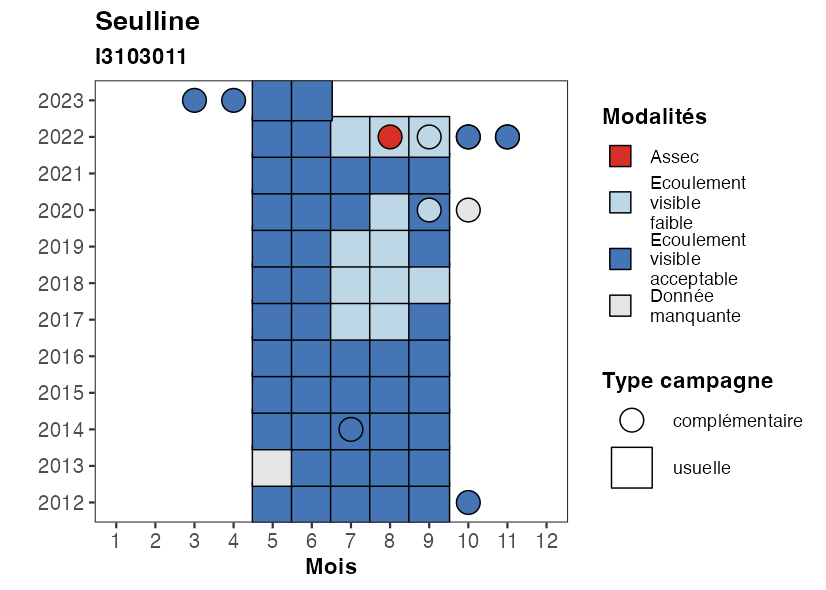 Seulline
I3103011
2023
2022
2021
2020
2019
2018
2017
2016
2015
2014
2013
2012
1 2 3 4 5 6 7 8 9 10 11 12
Mois
Modalités
Assec
Ecoulement
visible
faible
Ecoulement
visible
acceptable
Donnée
manquante
Type campagne
complémentaire
usuelle